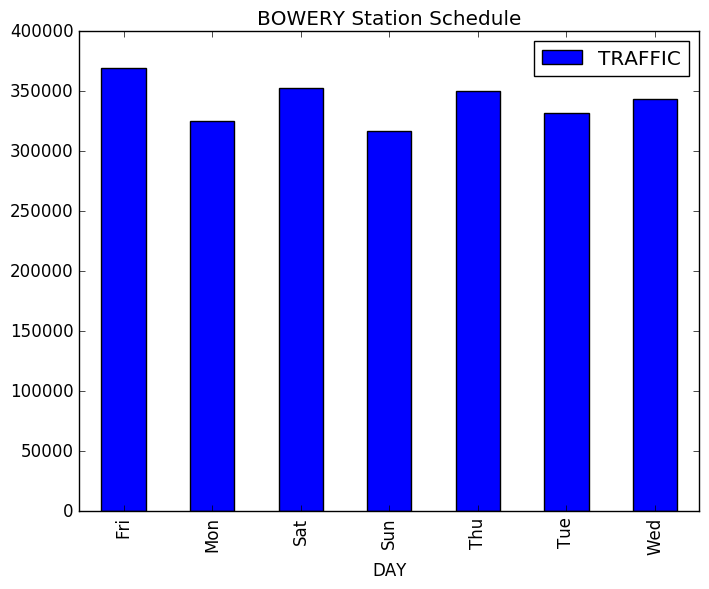 BOWERY Station Schedule
TRAFFIC
400000
350000
300000
250000
200000
150000
100000
50000
0
Fri
Mon
Sat
Sun
Thu
Tue
Wed
DAY